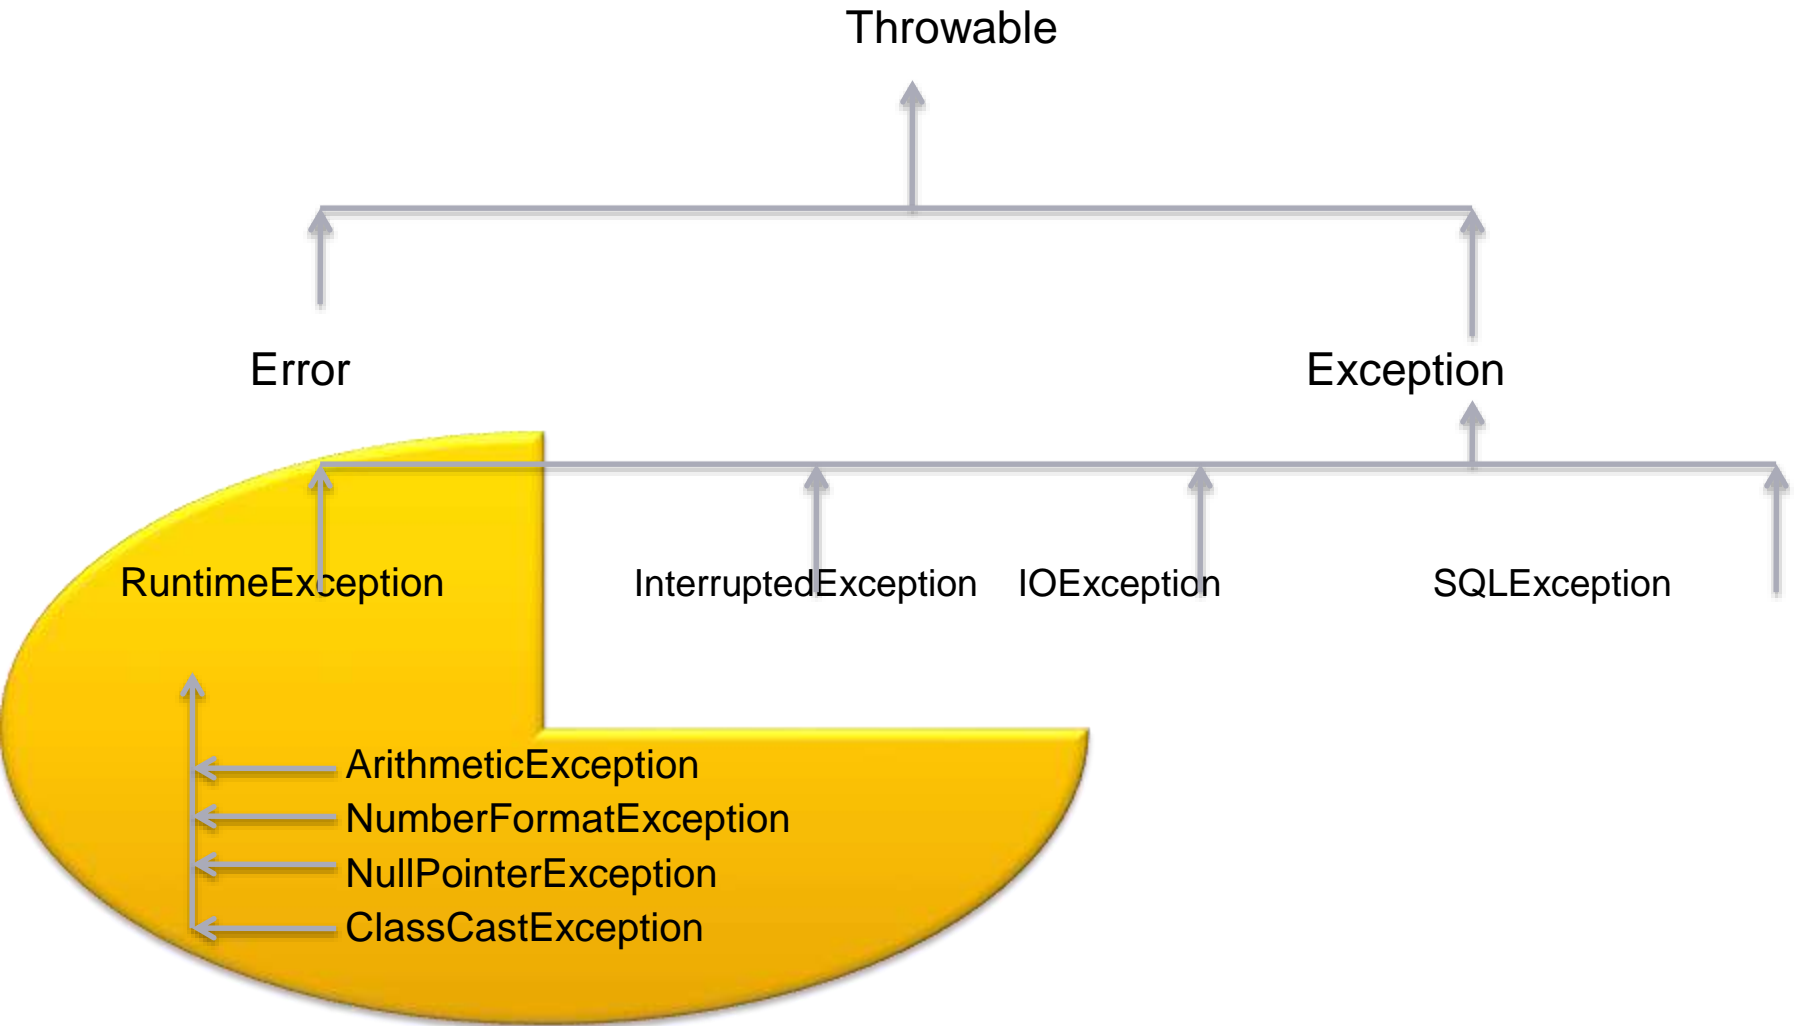 Throwable
Error Exception
RuntimeException InterruptedException IOException SQLException
ArithmeticException
NumberFormatException
NullPointerException
ClassCastException